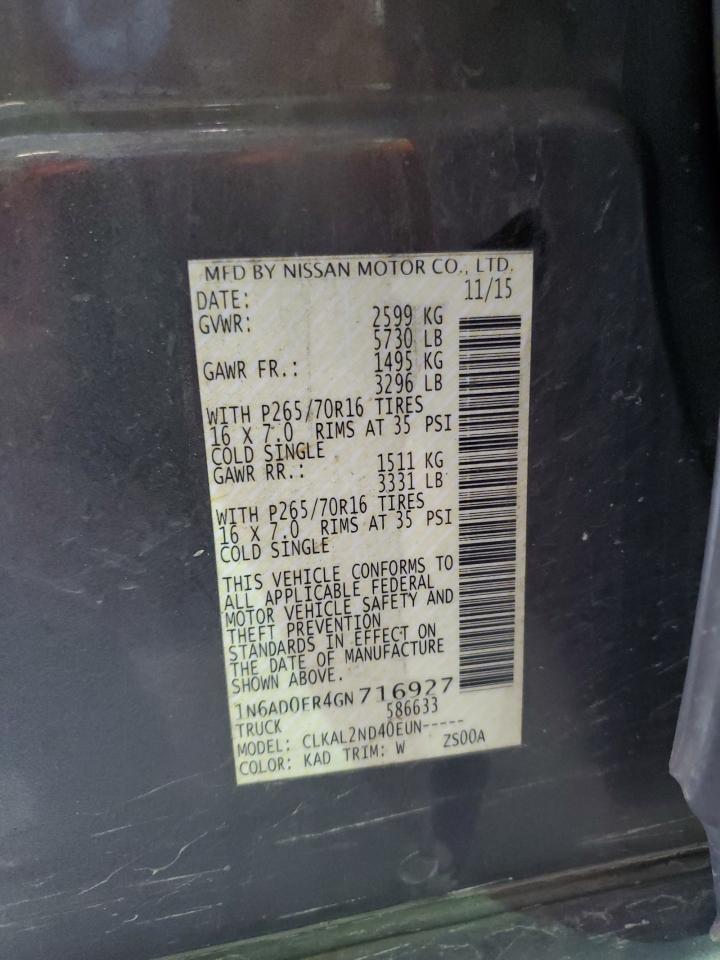 MFD BY NISSAN MOTOR CO., LTD.
DATE: 11/15
GVWR: 2599 KG
5730 LB
GAWR FR.: 1495 KG
3296 LB
WITH P265/70R16 TIRES
16 X 7.0 RIMS AT 35 PSI
COLD SINGLE
GAWR RR.: 1511 KG
3331 LB
WITH P265/70R16 TIRES
16 X 7.0 RIMS AT 35 PSI
COLD SINGLE
THIS VEHICLE CONFORMS TO
ALL APPLICABLE FEDERAL
MOTOR VEHICLE SAFETY AND
THEFT PREVENTION
STANDARDS IN EFFECT ON
THE DATE OF MANUFACTURE
SHOWN ABOVE.
1N6AD0ER4GN716927
TRUCK 586633
MODEL: CLKAL2ND40EUN-----
COLOR: KAD TRIM: W ZS00A